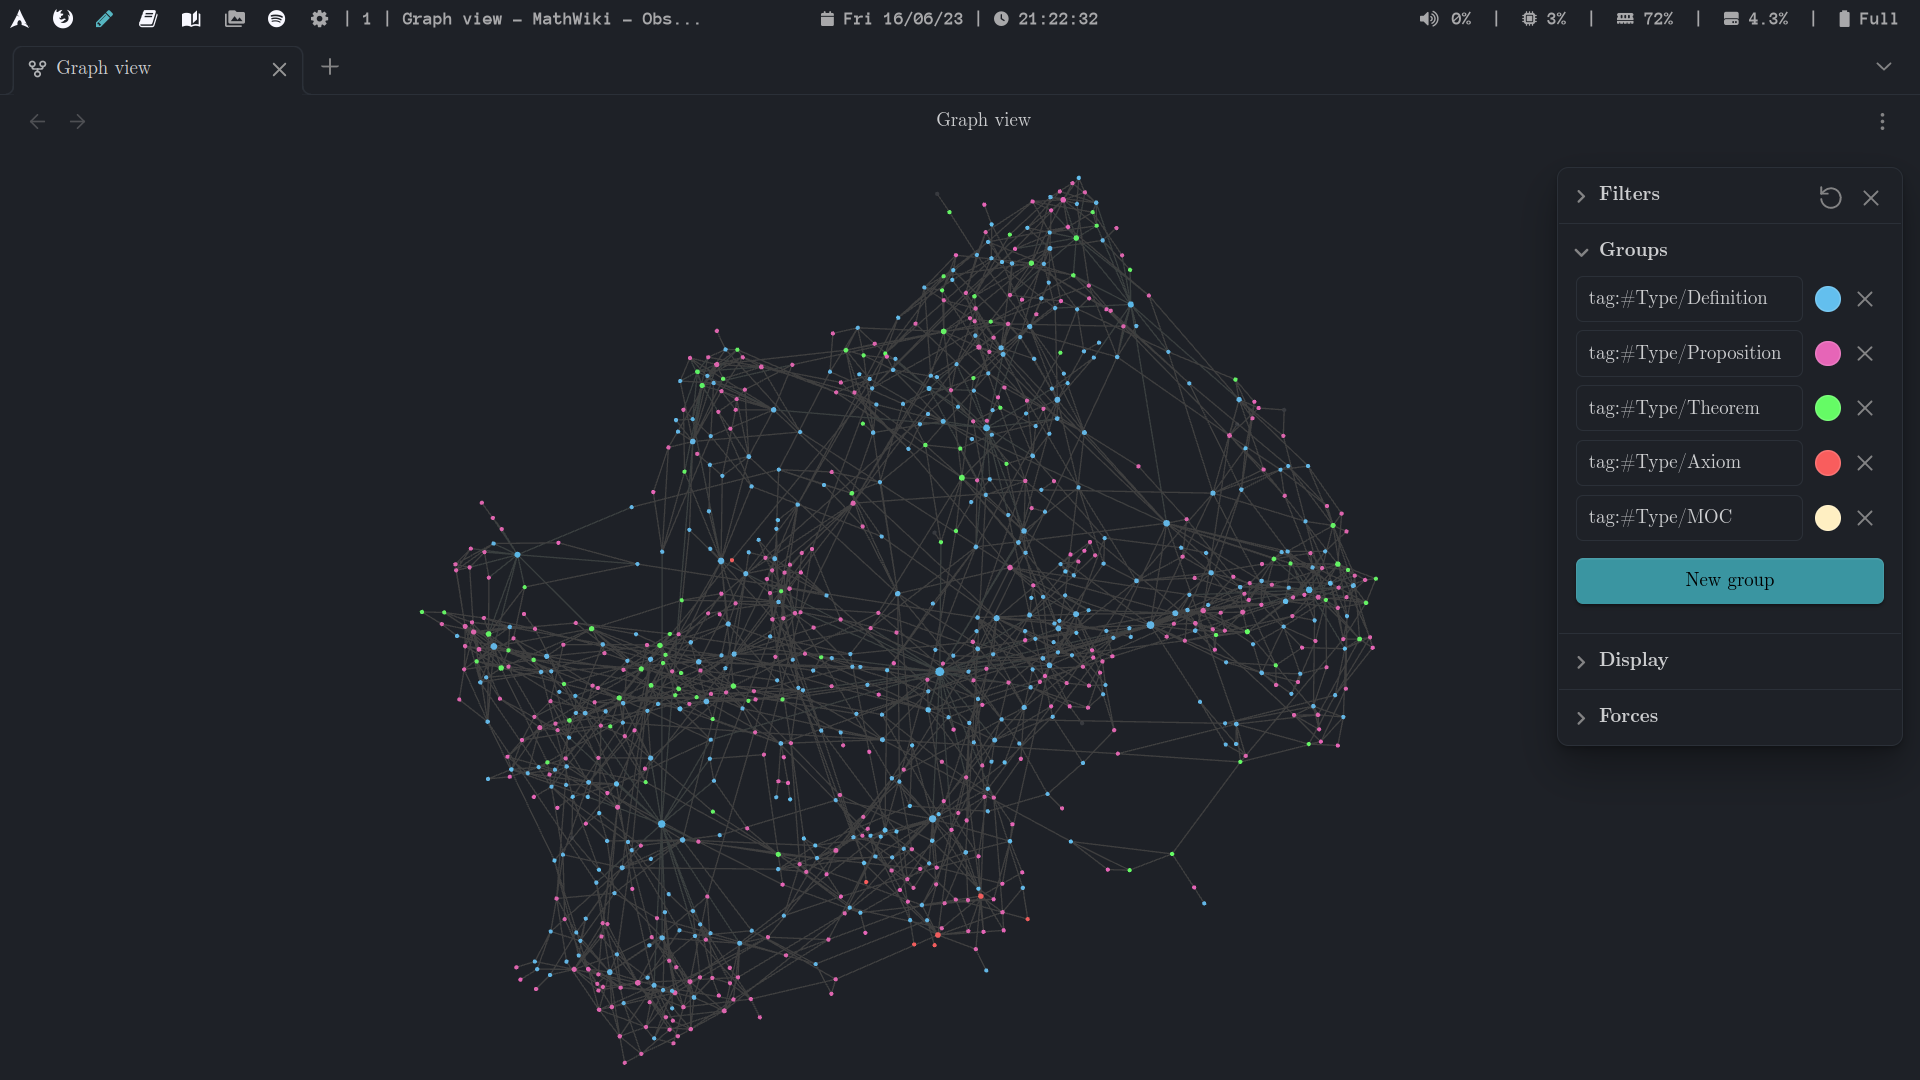 | 1 | Graph view – MathWiki – Obs...
Fri 16/06/23 | 21:22:32
0% | 3% | 72% | 4.3% | Full
Graph view
Graph view
Filters
Groups
tag:#Type/Definition
tag:#Type/Proposition
tag:#Type/Theorem
tag:#Type/Axiom
tag:#Type/MOC
New group
Display
Forces